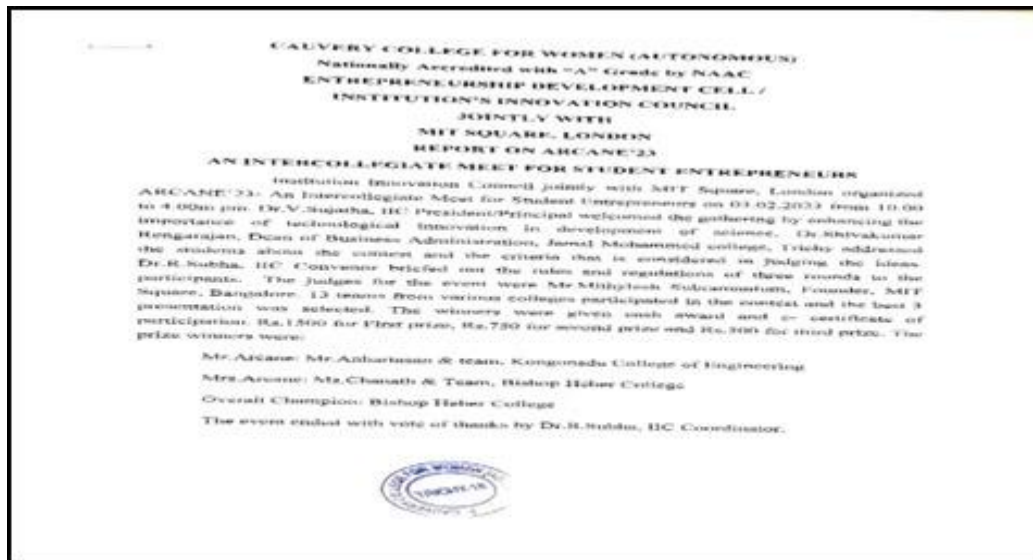 CAUVERY COLLEGE FOR WOMEN (AUTONOMOUS)
Nationally Accredited with "A" Grade by NAAC
ENTREPRENEURSHIP DEVELOPMENT CELL /
INSTITUTION'S INNOVATION COUNCIL
JOINTLY WITH
MIT SQUARE, LONDON
REPORT ON ARCANE'23
AN INTERCOLLEGIATE MEET FOR STUDENT ENTREPRENEURS
Institution Innovation Council jointly with MIT Square, London organized
ARCANE'23- An Intercollegiate Meet for Student Entrepreneurs on 03.02.2023 from 10.00
to 4.00m pm. Dr.V.Sujatha, IIC President/Principal welcomed the gathering by enhancing the
importance of technological innovation in development of science. Dr.Shivakumar
Rengarajan, Dean of Business Administration, Jamal Mohammed college, Trichy addressed
the students about the contest and the criteria that is considered in judging the ideas.
Dr.R.Subha, IIC Convenor briefed out the rules and regulations of three rounds to the
participants. The judges for the event were Mr.Mithylesh, Founder, MIT
Square, Bangalore. 13 teams from various colleges participated in the contest and the best 3
presentation was selected. The winners were given cash award and e- certificate of
participation. Rs.1500 for First prize, Rs.750 for second prize and Rs.500 for third prize. The
prize winners were:
Mr.Arcane: & team, Kongunadu College of Engineering
Mrs.Arcane: & Team, Bishop Heber College
Overall Champion: Bishop Heber College
The event ended with vote of thanks by Dr.R.Subha, IIC Coordinator.